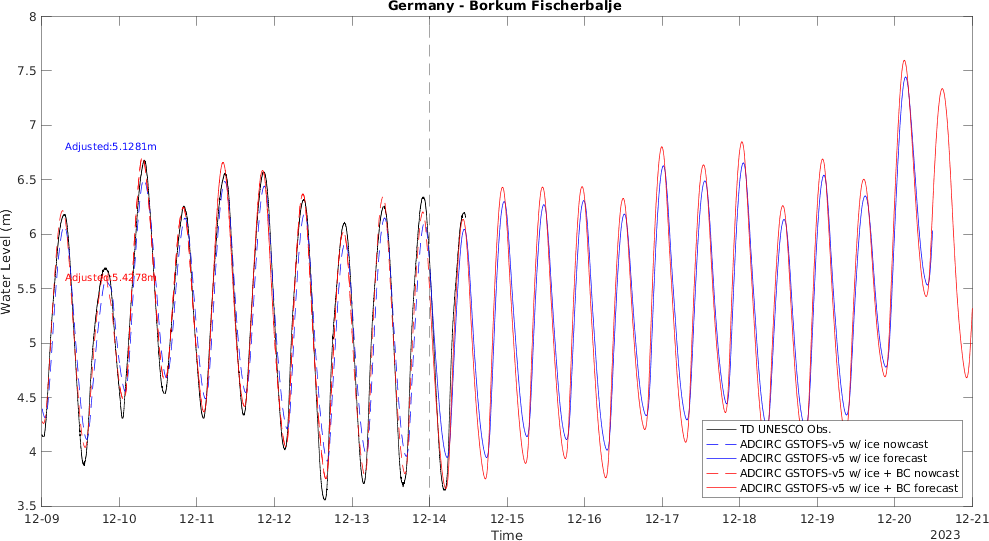 Germany - Borkum Fischerbalje
8
7.5
7
6.5
6
5.5
5
4.5
4
3.5
Water Level (m)
Adjusted:5.1281m
Adjusted:5.4278m
TD UNESCO Obs.
ADCIRC GSTOFS-v5 w/ ice nowcast
ADCIRC GSTOFS-v5 w/ ice forecast
ADCIRC GSTOFS-v5 w/ ice + BC nowcast
ADCIRC GSTOFS-v5 w/ ice + BC forecast
12-09 12-10 12-11 12-12 12-13 12-14 12-15 12-16 12-17 12-18 12-19 12-20 12-21
Time
2023